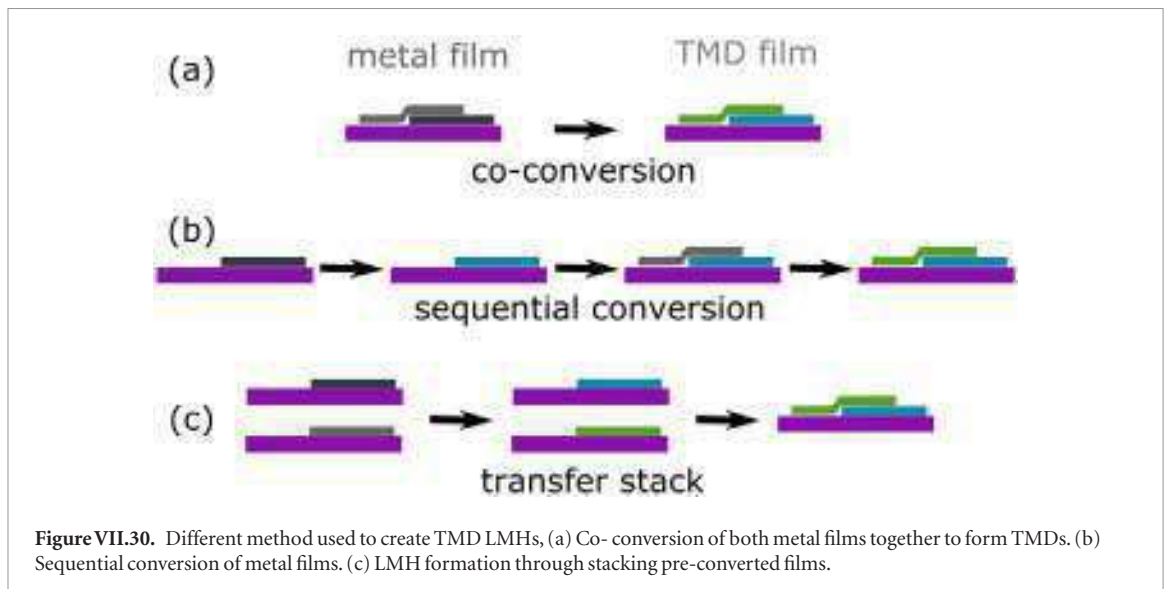 (a)
metal film
TMD film
co-conversion
(b)
sequential conversion
(c)
transfer stack
Figure VII.30. Different method used to create TMD LMHs, (a) Co- conversion of both metal films together to form TMDs. (b)
Sequential conversion of metal films. (c) LMH formation through stacking pre-converted films.